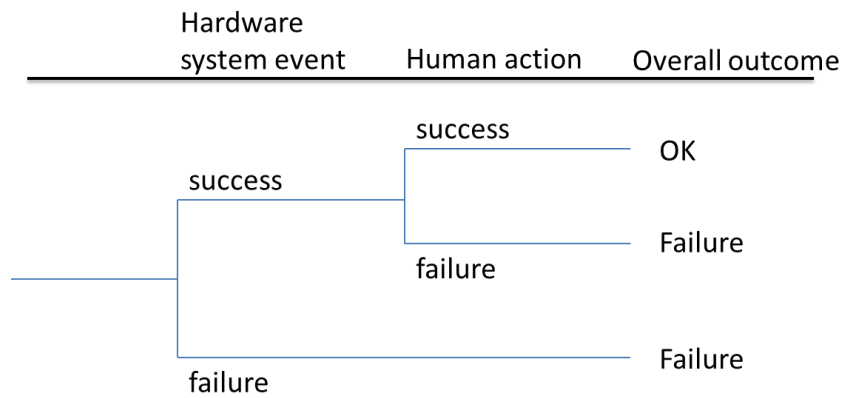 Hardware
system event
Human action
Overall outcome
success
OK
success
Failure
failure
Failure
failure